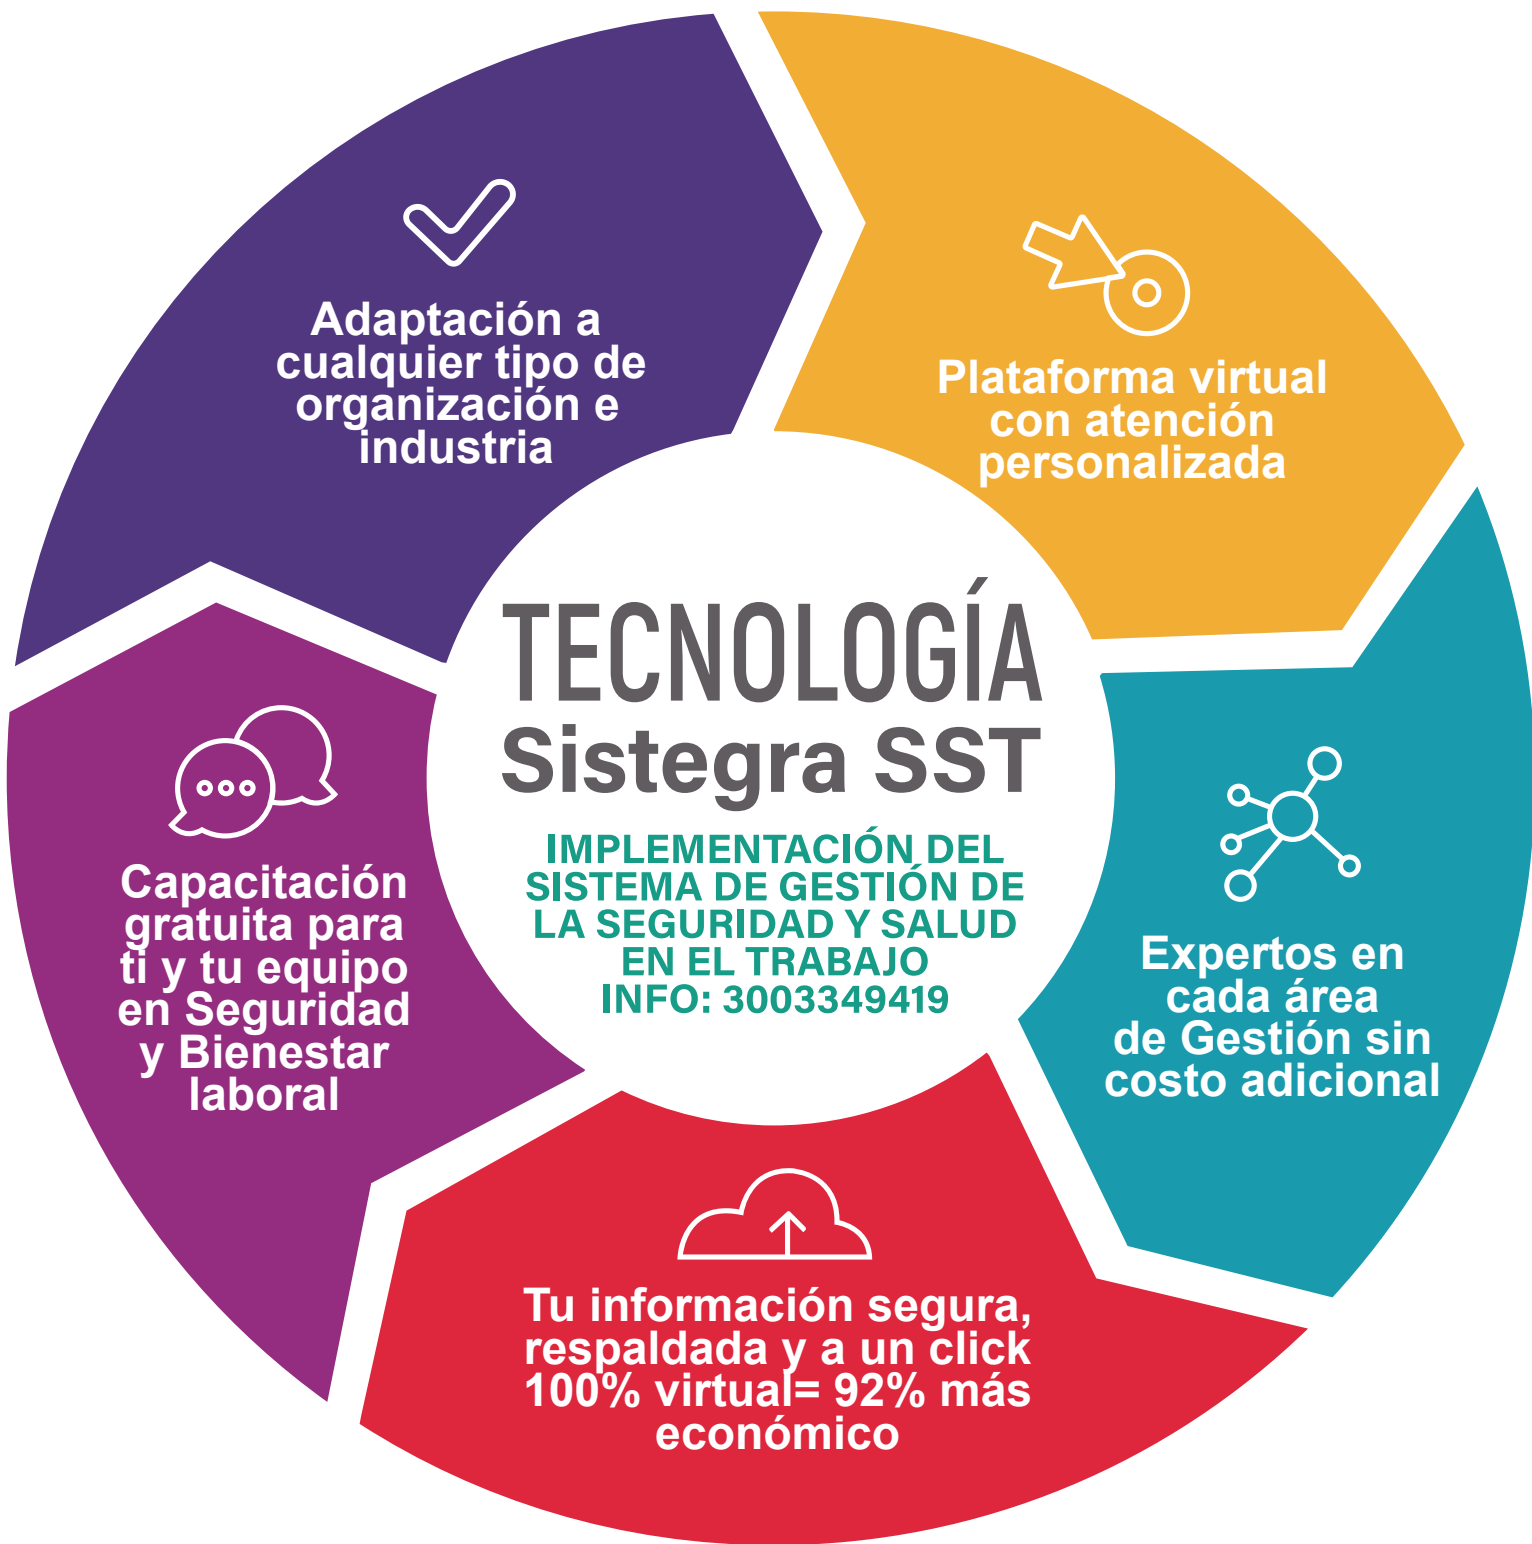 Adaptación a
cualquier tipo de
organización e
industria
Plataforma virtual
con atención
personalizada
TECNOLOGÍA
Sistegra SST
IMPLEMENTACIÓN DEL
SISTEMA DE GESTIÓN DE
LA SEGURIDAD Y SALUD
EN EL TRABAJO
INFO: 3003349419
Expertos en
cada área
de Gestión sin
costo adicional
Tu información segura,
respaldada y a un click
100% virtual= 92% más
económico
Capacitación
gratuita para
ti y tu equipo
en Seguridad
y Bienestar
laboral